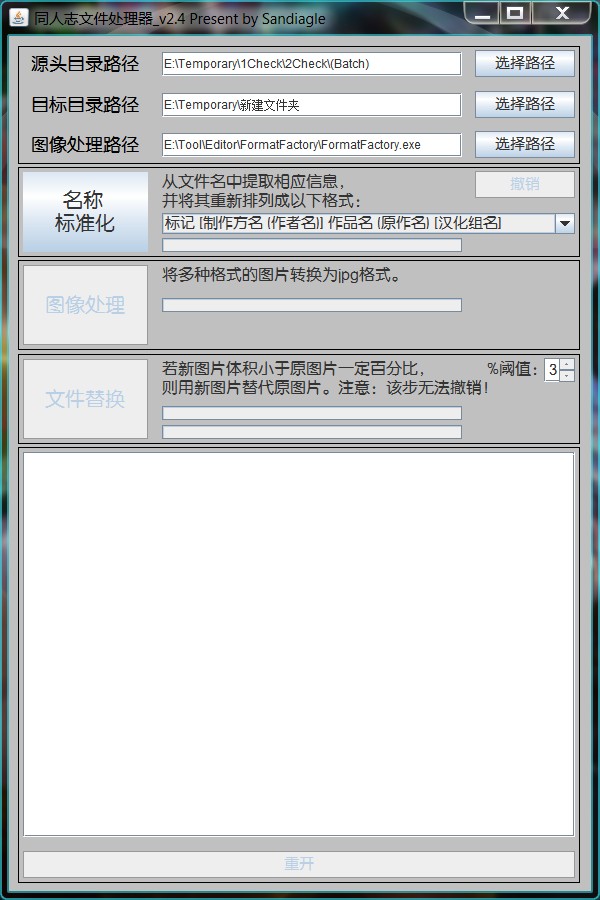 同人志文件处理器_v2.4 Present by Sandiagle
源头目录路径 E:\Temporary\1Check\2Check\(Batch) 选择路径
目标目录路径 E:\Temporary\新建文件夹 选择路径
图像处理路径 E:\Tool\Editor\FormatFactory\FormatFactory.exe 选择路径
名称
标准化
从文件名中提取相应信息，
并将其重新排列成以下格式：
撤销
标记 [制作方名 (作者名)] 作品名 (原作名) [汉化组名]
图像处理
将多种格式的图片转换为jpg格式。
文件替换
若新图片体积小于原图片一定百分比， %阈值： 3
则用新图片替代原图片。注意：该步无法撤销！
重开